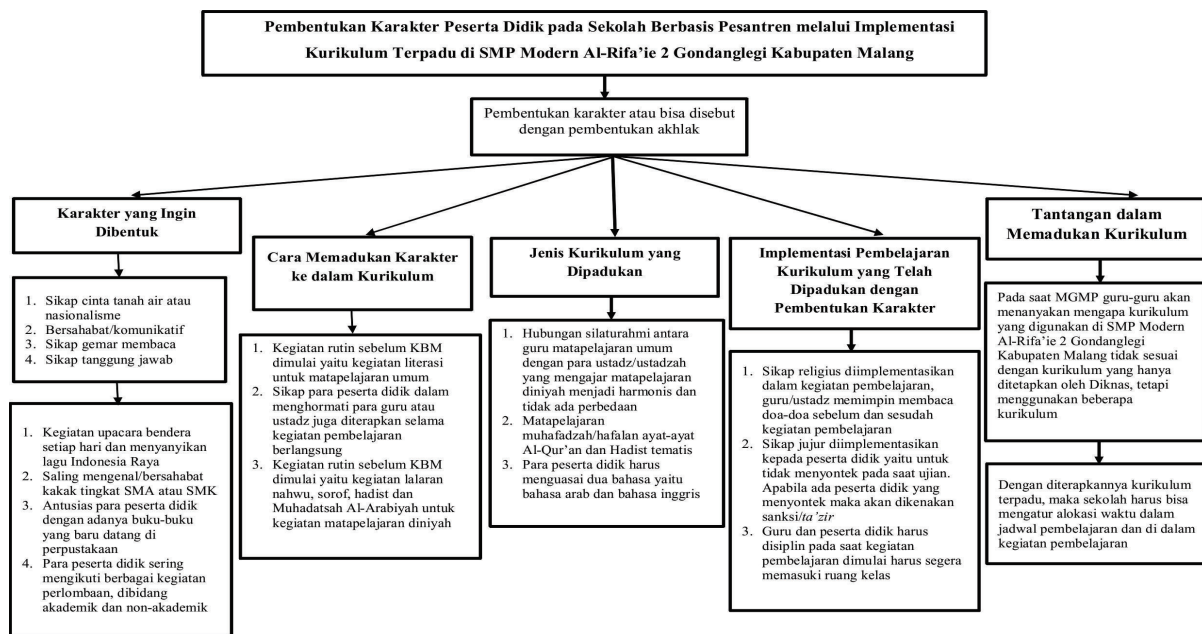 Pembentukan Karakter Peserta Didik pada Sekolah Berbasis Pesantren melalui Implementasi
Kurikulum Terpadu di SMP Modern Al-Rifa’ie 2 Gondanglegi Kabupaten Malang
Pembentukan karakter atau bisa disebut
dengan pembentukan akhlak
Karakter yang Ingin
Dibentuk
1. Sikap cinta tanah air atau
nasionalisme
2. Bersahabat/komunikatif
3. Sikap gemar membaca
4. Sikap tanggung jawab
1. Kegiatan upacara bendera
setiap hari dan menyanyikan
lagu Indonesia Raya
2. Saling mengenal/bersahabat
kakak tingkat SMA atau SMK
3. Antusias para peserta didik
dengan adanya buku-buku
yang baru datang di
perpustakaan
4. Para peserta didik sering
mengikuti berbagai kegiatan
perlombaan, dibidang
akademik dan non-akademik
Cara Memadukan Karakter
ke dalam Kurikulum
1. Kegiatan rutin sebelum KBM
dimulai yaitu kegiatan literasi
untuk matapelajaran umum
2. Sikap para peserta didik dalam
menghormati para guru atau
ustadz juga diterapkan selama
kegiatan pembelajaran
berlangsung
3. Kegiatan rutin sebelum KBM
dimulai yaitu kegiatan lalaran
nahwu, sorof, hadist dan
Muhadatsah Al-Arabiyah untuk
kegiatan matapelajaran diniyah
Jenis Kurikulum yang
Dipadukan
1. Hubungan silaturahmi antara
guru matapelajaran umum
dengan para ustadz/ustadzah
yang mengajar matapelajaran
diniyah menjadi harmonis dan
tidak ada perbedaan
2. Matapelajaran
muhafadzah/hafalan ayat-ayat
Al-Qur’an dan Hadist tematis
3. Para peserta didik harus
menguasai dua bahasa yaitu
bahasa arab dan bahasa inggris
Implementasi Pembelajaran
Kurikulum yang Telah
Dipadukan dengan
Pembentukan Karakter
1. Sikap religius diimplementasikan
dalam kegiatan pembelajaran,
guru/ustadz memimpin membaca
doa-doa sebelum dan sesudah
kegiatan pembelajaran
2. Sikap jujur diimplementasikan
kepada peserta didik yaitu untuk
tidak menyontek pada saat ujian.
Apabila ada peserta didik yang
menyontek maka akan dikenakan
sanksi/ta’zir
3. Guru dan peserta didik harus
disiplin pada saat kegiatan
pembelajaran dimulai harus segera
memasuki ruang kelas
Tantangan dalam
Memadukan Kurikulum
Pada saat MGMP guru-guru akan
menanyakan mengapa kurikulum
yang digunakan di SMP Modern
Al-Rifa’ie 2 Gondanglegi
Kabupaten Malang tidak sesuai
dengan kurikulum yang hanya
ditetapkan oleh Diknas, tetapi
menggunakan beberapa
kurikulum
Dengan diterapkannya kurikulum
terpadu, maka sekolah harus bisa
mengatur alokasi waktu dalam
jadwal pembelajaran dan di dalam
kegiatan pembelajaran